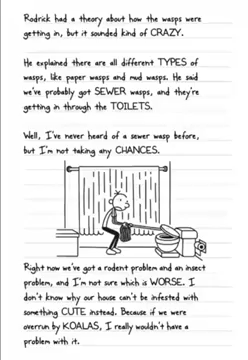 Rodrick had a theory about how the wasps were
getting in, but it sounded kind of CRAZY.
He explained there are all different TYPES of
wasps, like paper wasps and mud wasps. He said
we've probably got SEWER wasps, and they're
getting in through the TOILETS.
Well, I've never heard of a sewer wasp before,
but I'm not taking any CHANCES.
Right now we've got a rodent problem and an insect
problem, and I'm not sure which is WORSE. I
don't know why our house can't be infested with
something CUTE instead. Because if we were
overrun by KOALAS, I really wouldn't have a
problem with it.